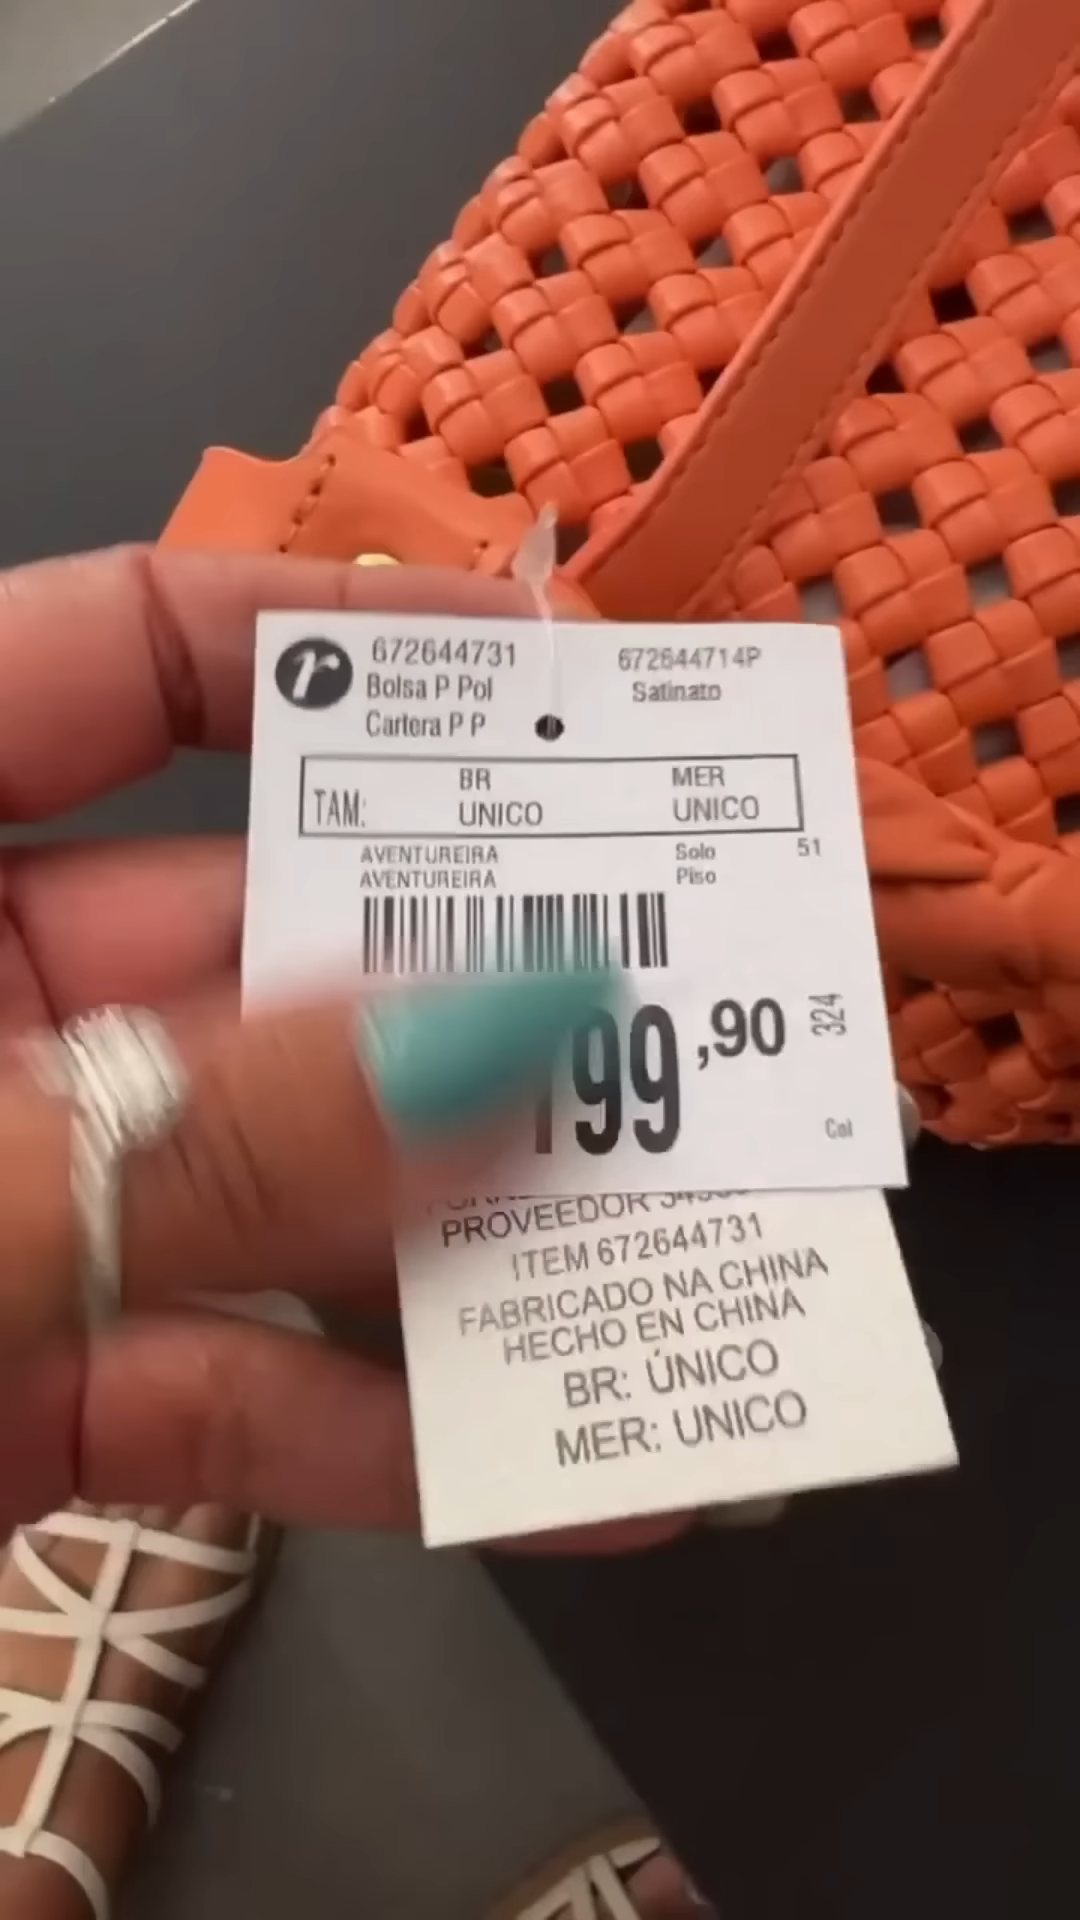 r
672644731
672644714P
Bolsa P Pol
Satinato
Cartera P P
BR
MER
TAM:
UNICO
UNICO
AVENTUREIRA
Solo
51
AVENTUREIRA
Piso
199,90
324
Col
PROVEEDOR
ITEM 672644731
FABRICADO NA CHINA
HECHO EN CHINA
BR: ÚNICO
MER: UNICO